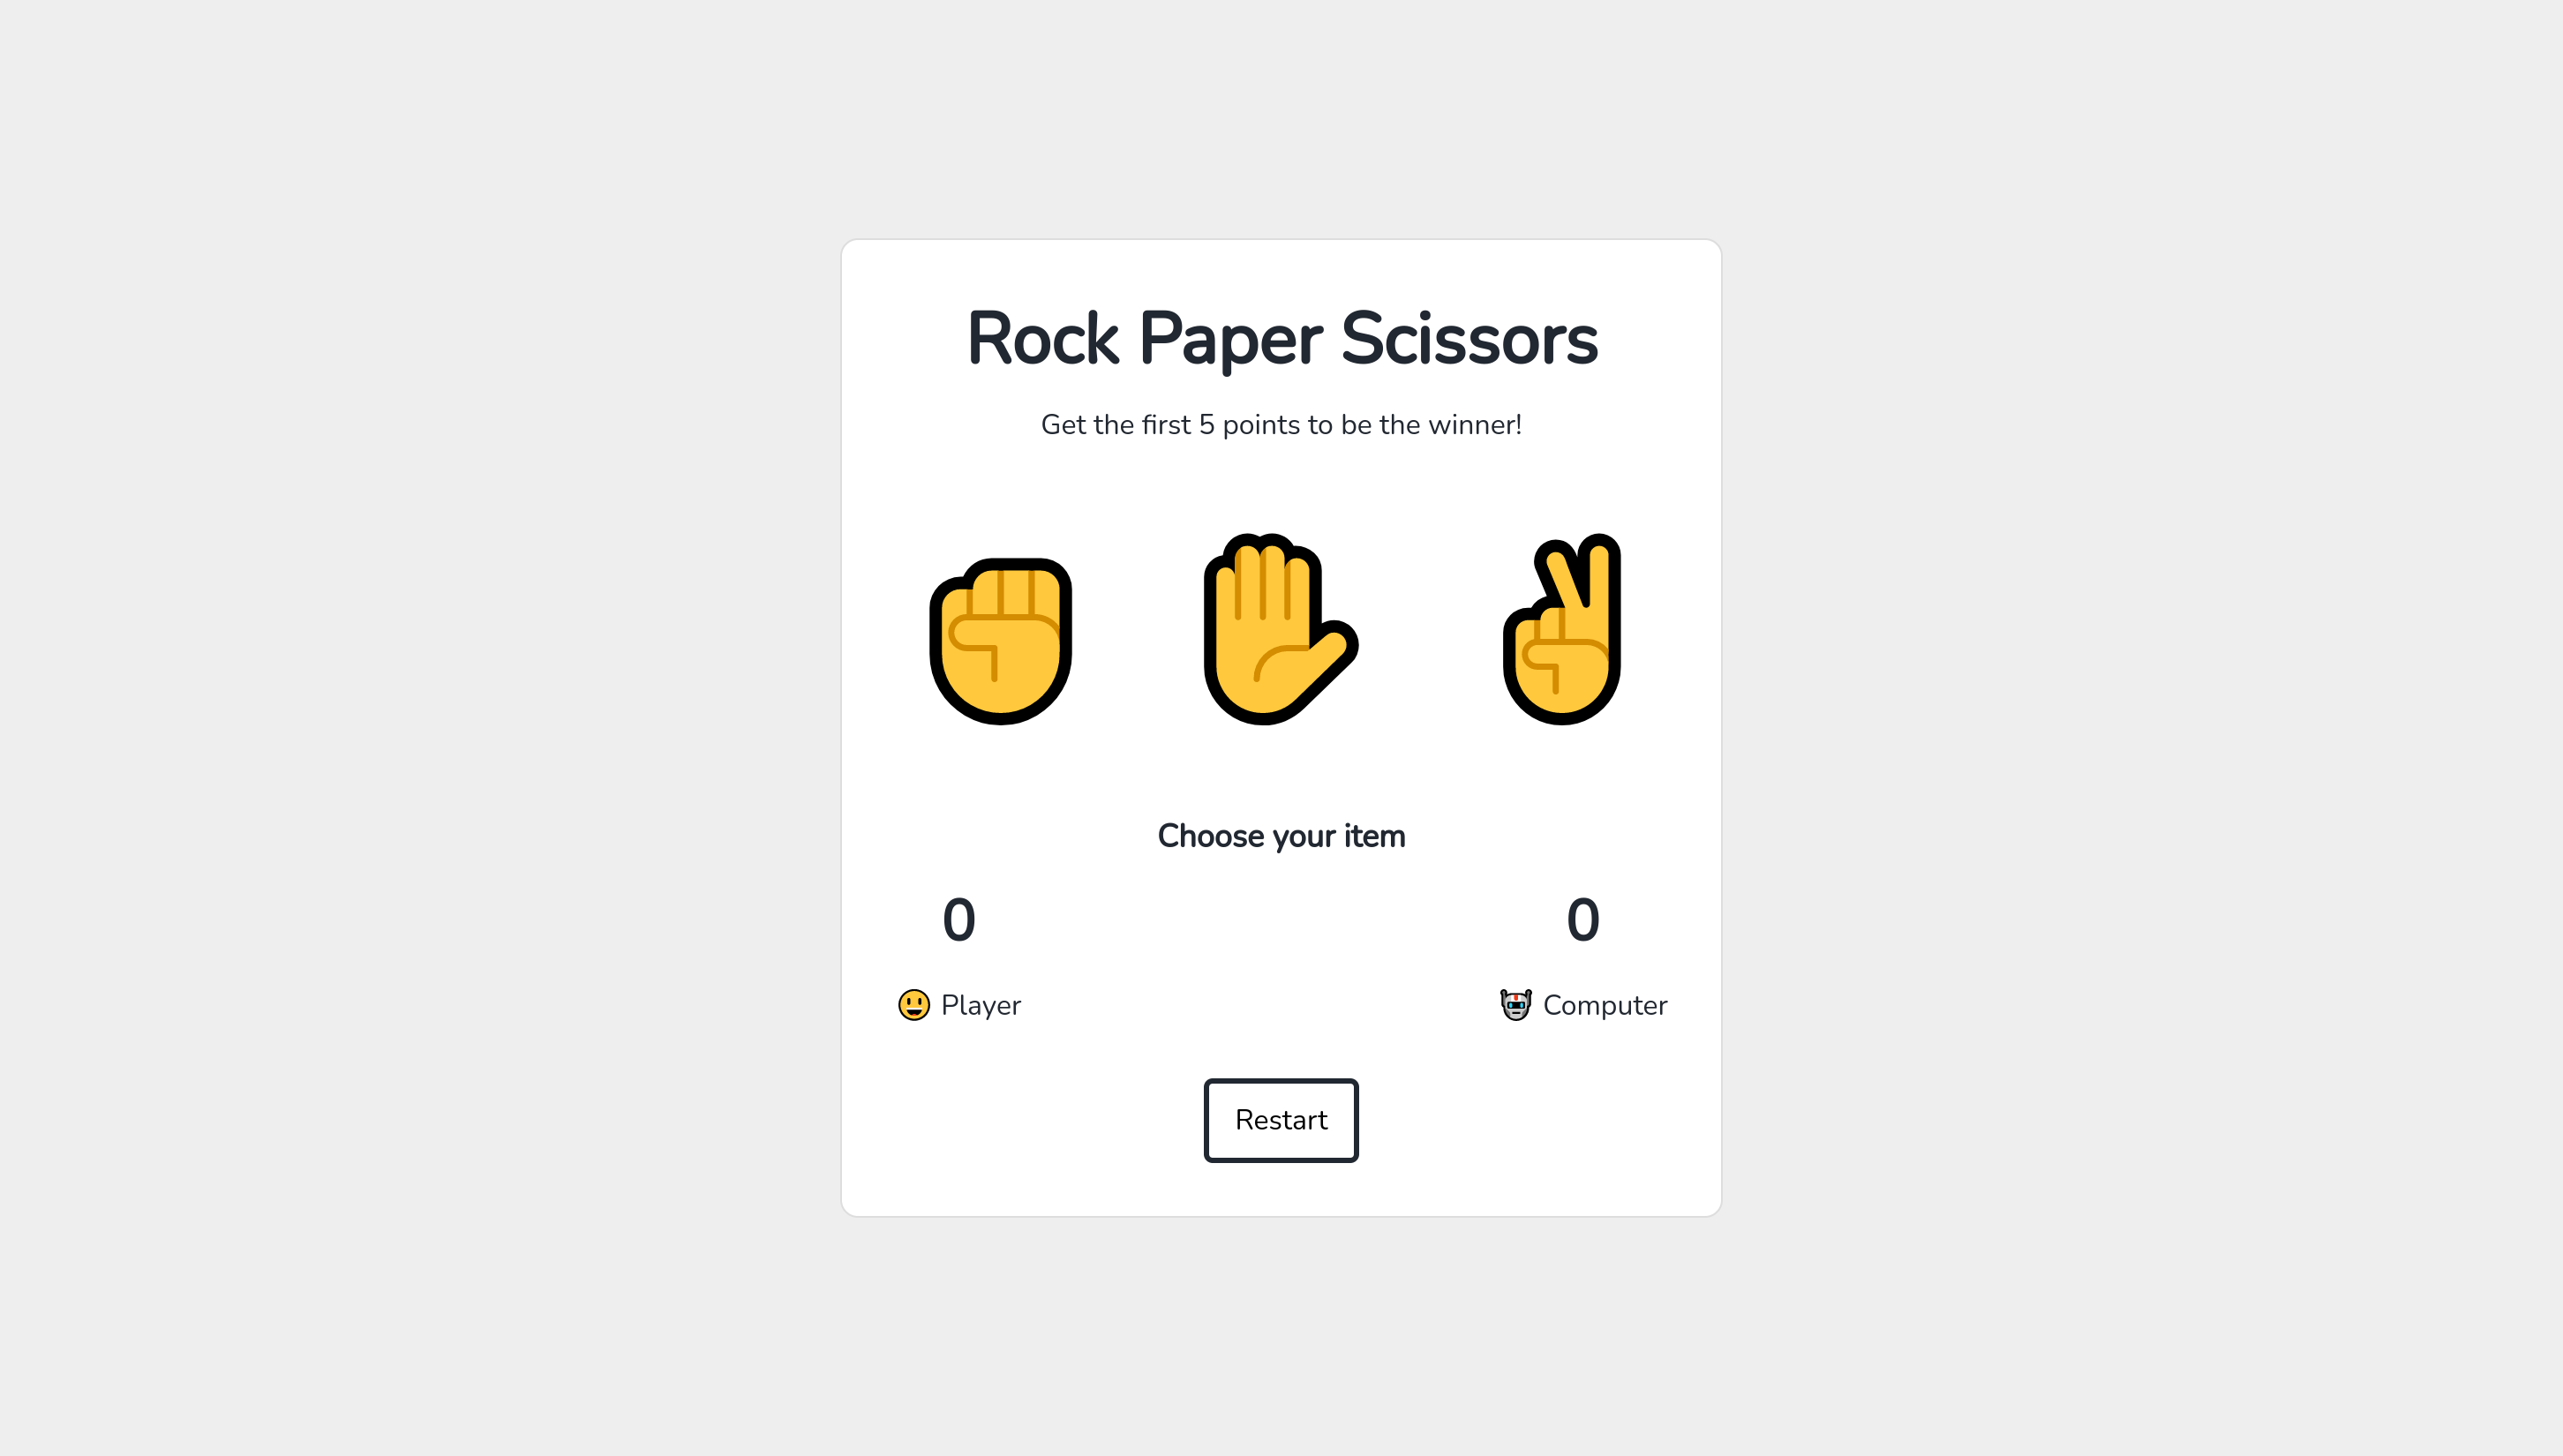 Rock Paper Scissors
Get the first 5 points to be the winner!
Choose your item
0 0
Player Computer
Restart